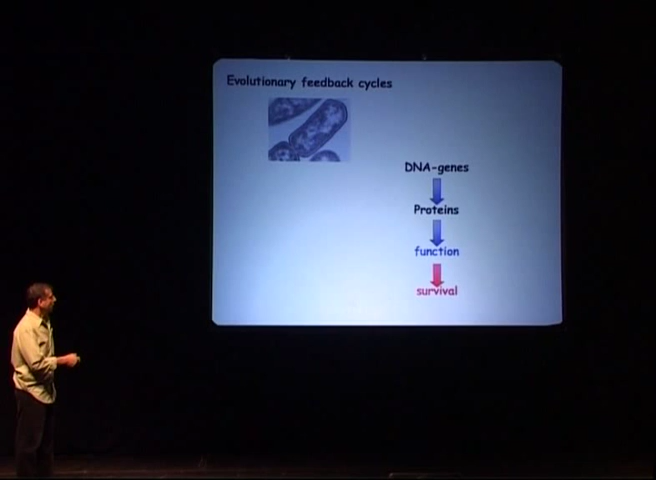 Evolutionary feedback cycles
DNA-genes
Proteins
function
survival